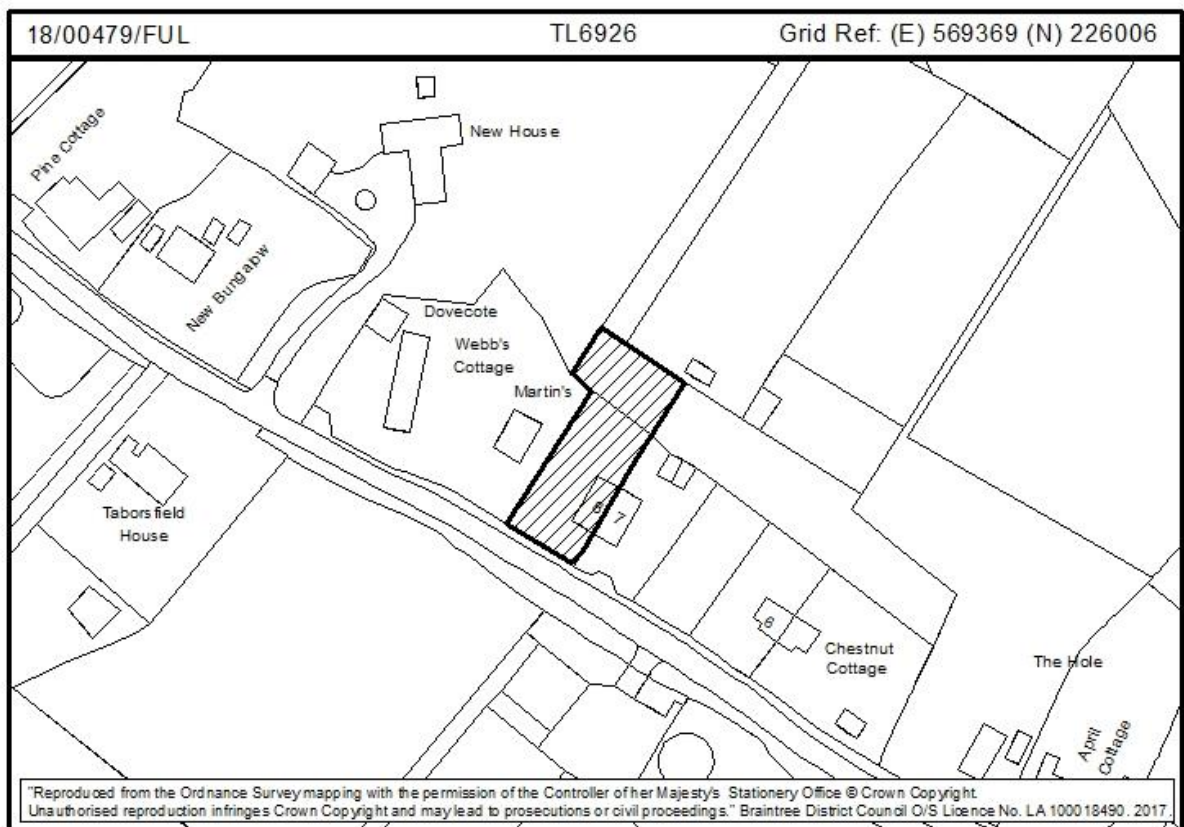 18/00479/FUL TL6926 Grid Ref: (E) 569369 (N) 226006
Pine Cottage
New House
New Bungalow
Dovecote
Webb's
Cottage
Martin's
8
7
Taborsfield
House
6
Chestnut
Cottage
The Hole
April
Cottage
"Reproduced from the Ordnance Survey mapping with the permission of the Controller of her Majesty's Stationery Office © Crown Copyright.
Unauthorised reproduction infringes Crown Copyright and may lead to prosecutions or civil proceedings." Braintree District Council O/S Licence No. LA 100018490. 2017.